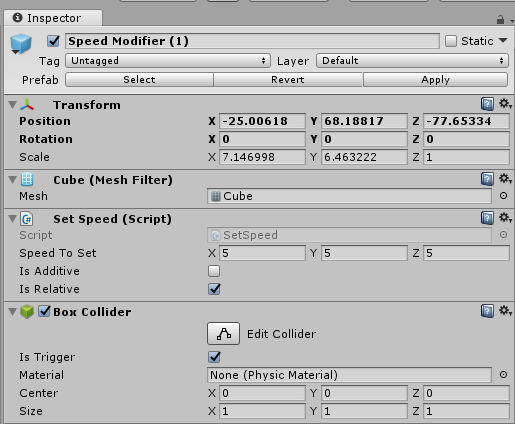 Inspector
Speed Modifier (1) Static
Tag Untagged Layer Default
Prefab Select Revert Apply
Transform
Position X -25.00618 Y 68.18817 Z -77.65334
Rotation X 0 Y 0 Z 0
Scale X 7.146998 Y 6.463222 Z 1
Cube (Mesh Filter)
Mesh Cube
Set Speed (Script)
Script SetSpeed
Speed To Set X 5 Y 5 Z 5
Is Additive
Is Relative
Box Collider
Edit Collider
Is Trigger
Material None (Physic Material)
Center X 0 Y 0 Z 0
Size X 1 Y 1 Z 1